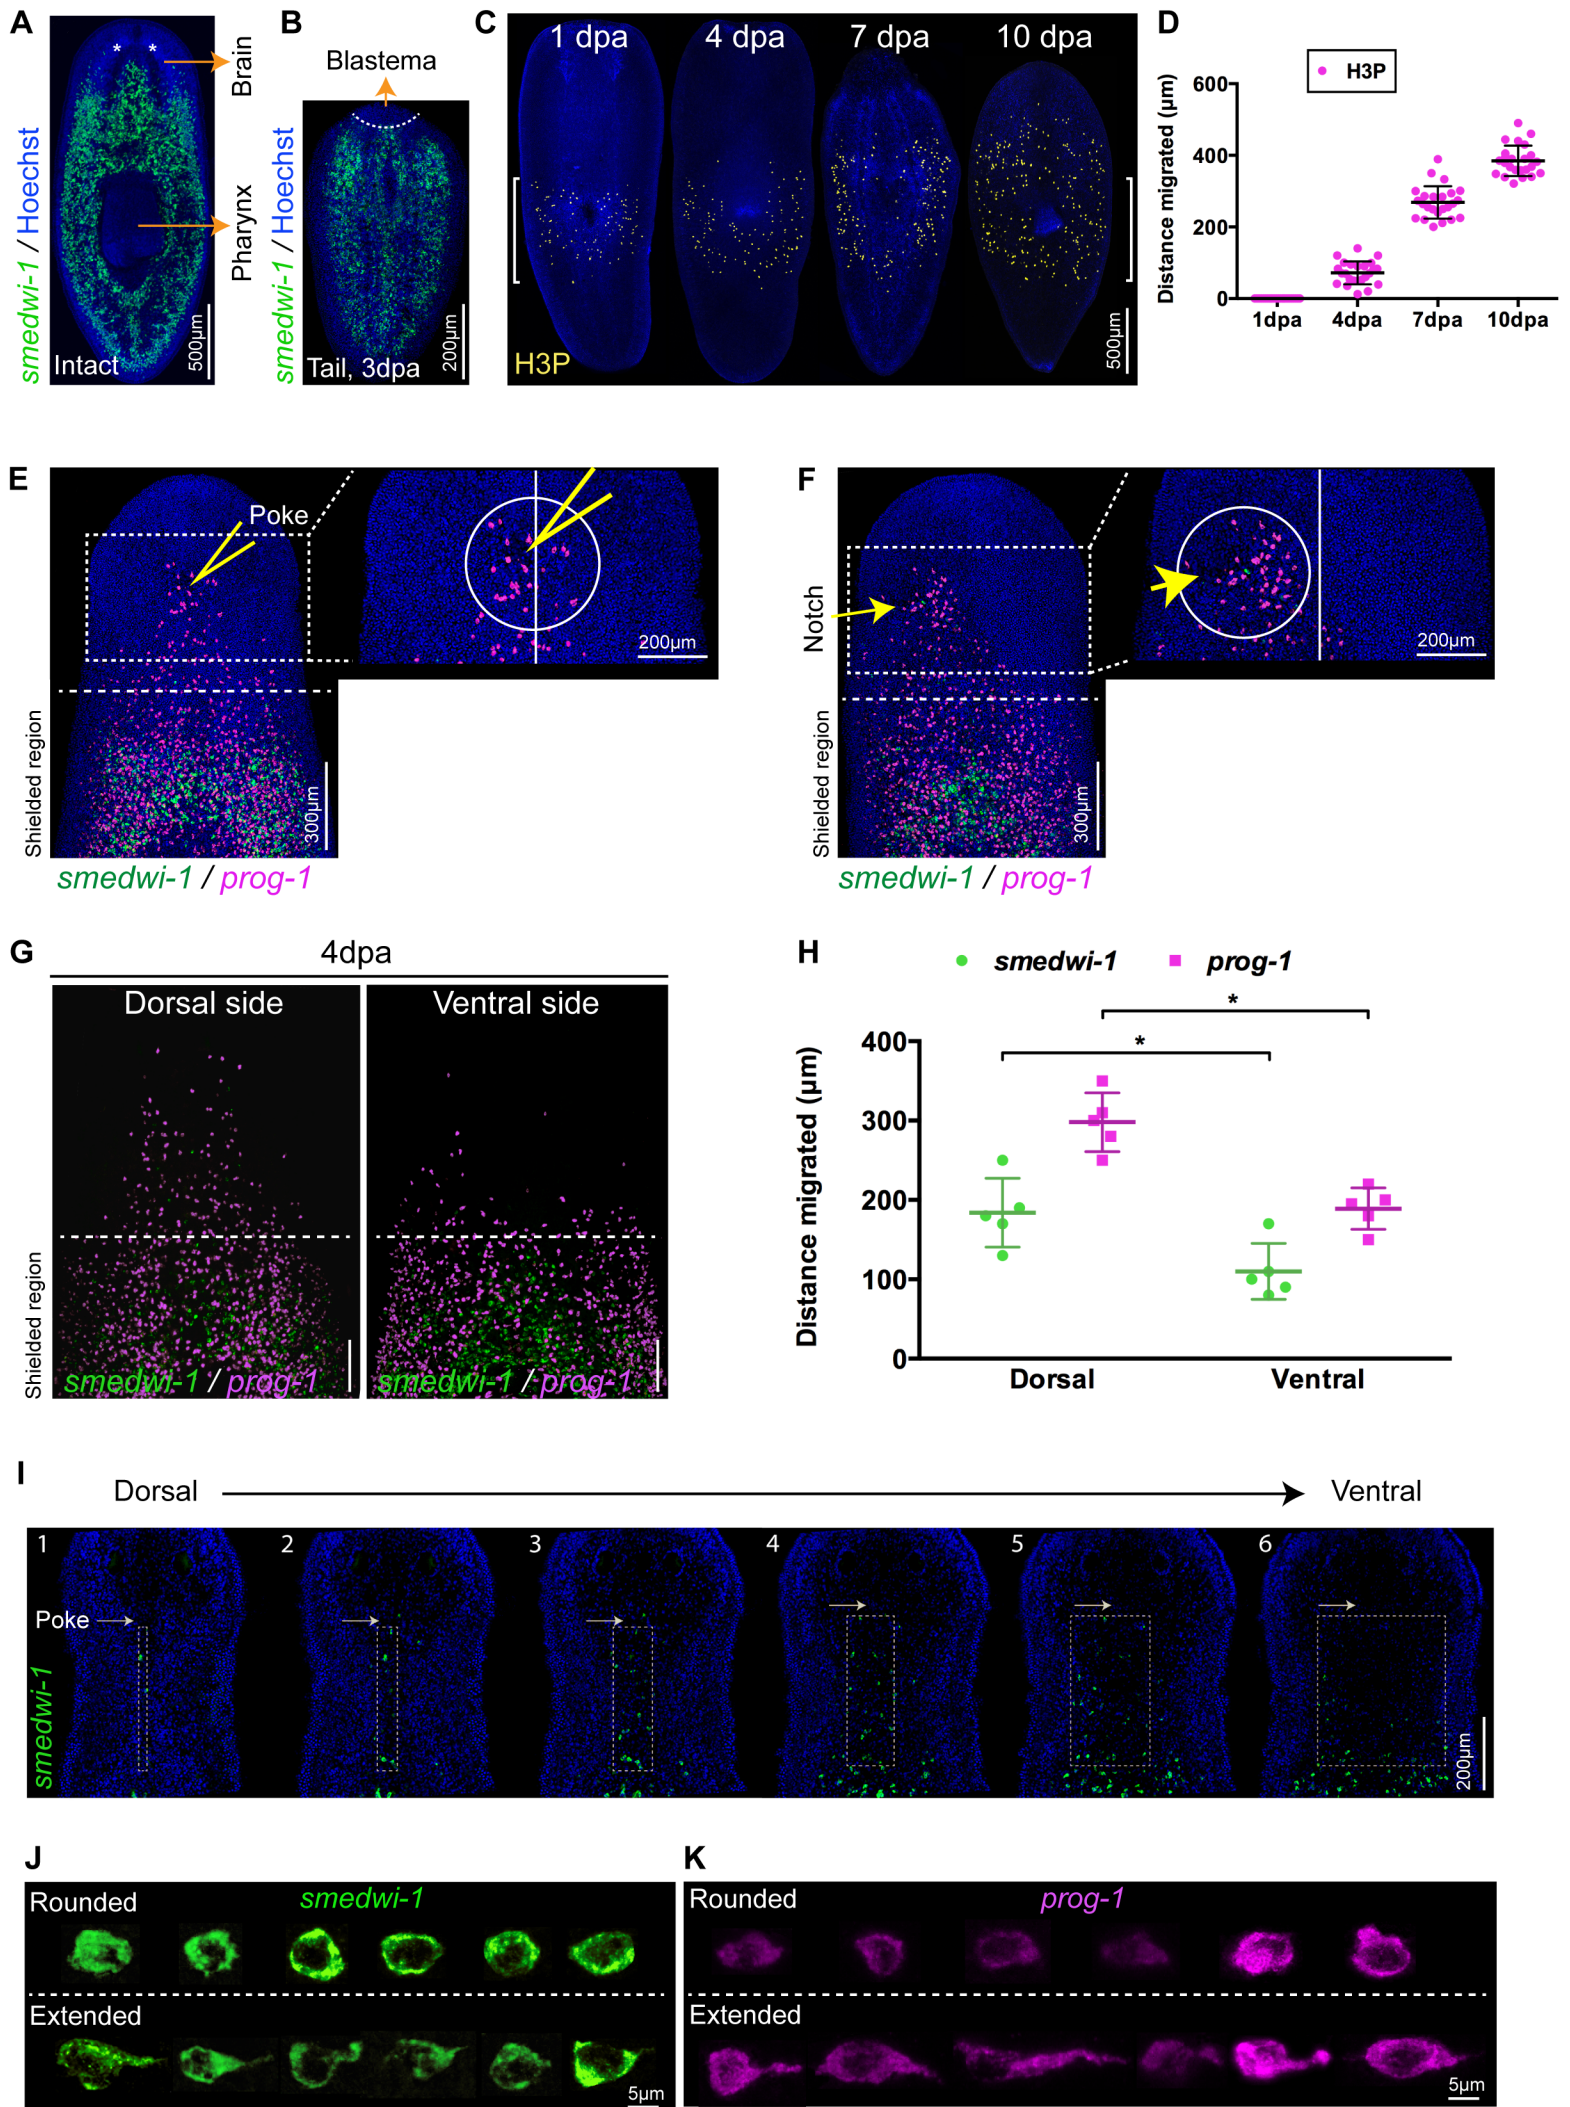 A
B
C
D
smedwi-1 / Hoechst
* *
Brain
Pharynx
Intact
500µm
smedwi-1 / Hoechst
Blastema
Tail, 3dpa
200µm
1 dpa 4 dpa 7 dpa 10 dpa
H3P
500µm
H3P
Distance migrated (µm)
600
400
200
0
1dpa 4dpa 7dpa 10dpa
E
Poke
200µm
Shielded region
300µm
smedwi-1 / prog-1
F
Notch
200µm
Shielded region
300µm
smedwi-1 / prog-1
G
4dpa
Dorsal side Ventral side
Shielded region
smedwi-1 / prog-1 smedwi-1 / prog-1
H
smedwi-1 prog-1
*
*
Distance migrated (µm)
400
300
200
100
0
Dorsal Ventral
I
Dorsal Ventral
1 2 3 4 5 6
Poke
smedwi-1
200µm
J
Rounded smedwi-1
Extended
5µm
K
Rounded prog-1
Extended
5µm